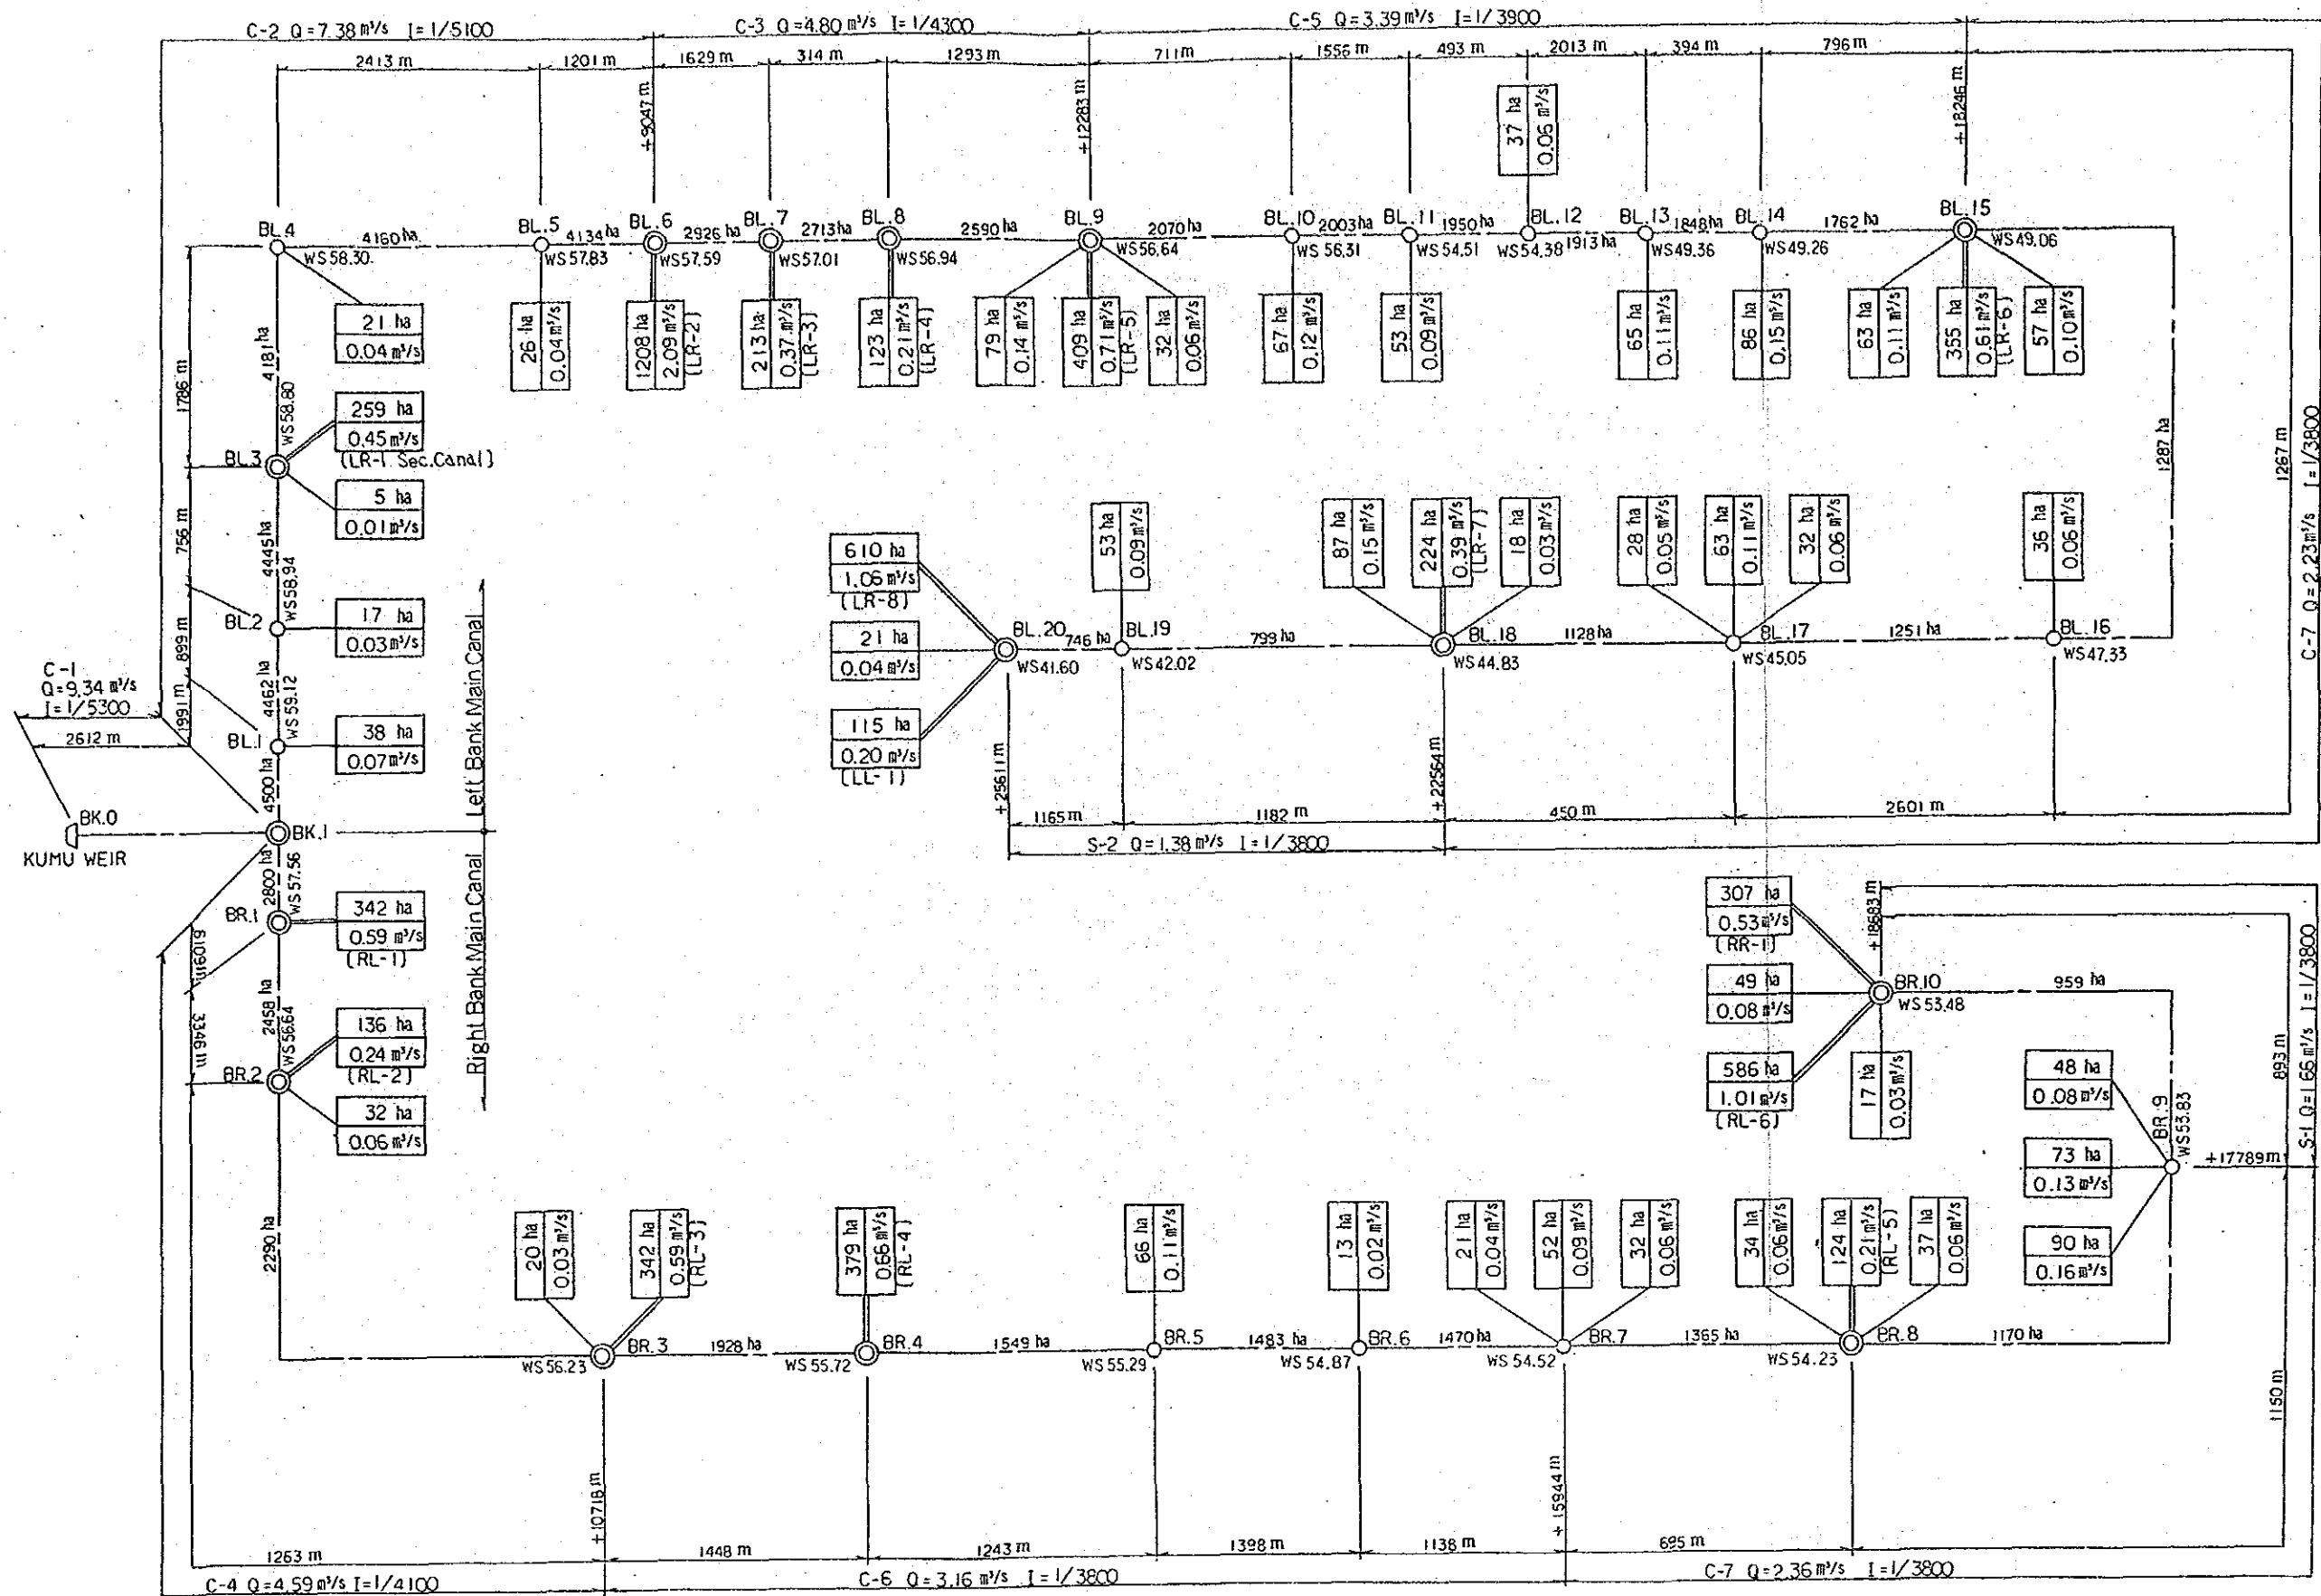 C-2 Q=7.38 m³/s I=1/5100
C-3 Q=4.80 m³/s I=1/4300
C-5 Q=3.39 m³/s I=1/3900
2413 m
1201 m
1629 m
314 m
1293 m
711 m
1556 m
493 m
2013 m
394 m
796 m
+9047 m
+12283 m
+18246 m
37 ha
0.06 m³/s
BL.4
4160 ha
WS 58.30
BL.5
4134 ha
WS 57.83
BL.6
2926 ha
WS 57.59
BL.7
2713 ha
WS 57.01
BL.8
2590 ha
WS 56.94
BL.9
2070 ha
WS 56.64
BL.10
2003 ha
WS 56.31
BL.11
1950 ha
WS 54.51
BL.12
1913 ha
WS 54.38
BL.13
1848 ha
WS 49.36
BL.14
1762 ha
WS 49.26
BL.15
WS 49.06
21 ha
0.04 m³/s
26 ha
0.04 m³/s
1208 ha
2.09 m³/s
(LR-2)
213 ha
0.37 m³/s
(LR-3)
123 ha
0.21 m³/s
(LR-4)
79 ha
0.14 m³/s
409 ha
0.71 m³/s
(LR-5)
32 ha
0.06 m³/s
67 ha
0.12 m³/s
53 ha
0.09 m³/s
65 ha
0.11 m³/s
86 ha
0.15 m³/s
63 ha
0.11 m³/s
355 ha
0.61 m³/s
(LR-6)
57 ha
0.10 m³/s
1786 m
4181 ha
WS 58.80
259 ha
0.45 m³/s
(LR-1 Sec. Canal)
BL.3
5 ha
0.01 m³/s
756 m
4445 ha
WS 58.94
BL.2
17 ha
0.03 m³/s
899 m
4462 ha
WS 59.12
1991 m
BL.1
38 ha
0.07 m³/s
4500 ha
C-1
Q=9.34 m³/s
I=1/5300
2612 m
BK.0
KUMU WEIR
BK.1
Left Bank Main Canal
Right Bank Main Canal
1287 ha
1267 m
C-7 Q=2.23 m³/s I=1/3800
610 ha
1.06 m³/s
(LR-8)
21 ha
0.04 m³/s
115 ha
0.20 m³/s
(LL-1)
53 ha
0.09 m³/s
87 ha
0.15 m³/s
224 ha
0.39 m³/s
(LR-7)
18 ha
0.03 m³/s
28 ha
0.05 m³/s
63 ha
0.11 m³/s
32 ha
0.06 m³/s
36 ha
0.06 m³/s
BL.20
746 ha
WS 41.60
BL.19
799 ha
WS 42.02
BL.18
1128 ha
WS 44.83
BL.17
1251 ha
WS 45.05
BL.16
WS 47.33
+25611 m
+22564 m
1165 m
1182 m
450 m
2601 m
S-2 Q=1.38 m³/s I=1/3800
2800 ha
WS 57.56
BR.1
342 ha
0.59 m³/s
(RL-1)
6109 m
2458 ha
WS 56.64
3346 m
BR.2
136 ha
0.24 m³/s
(RL-2)
32 ha
0.06 m³/s
2290 ha
307 ha
0.53 m³/s
(RR-1)
49 ha
0.08 m³/s
586 ha
1.01 m³/s
(RL-6)
+18683 m
BR.10
959 ha
WS 53.48
17 ha
0.03 m³/s
48 ha
0.08 m³/s
73 ha
0.13 m³/s
90 ha
0.16 m³/s
BR.9
WS 53.83
+17789 m
893 m
S-1 Q=1.66 m³/s I=1/3800
20 ha
0.03 m³/s
342 ha
0.59 m³/s
(RL-3)
379 ha
0.66 m³/s
(RL-4)
66 ha
0.11 m³/s
13 ha
0.02 m³/s
21 ha
0.04 m³/s
52 ha
0.09 m³/s
32 ha
0.06 m³/s
34 ha
0.06 m³/s
124 ha
0.21 m³/s
(RL-5)
37 ha
0.06 m³/s
BR.3
1928 ha
WS 56.23
BR.4
1549 ha
WS 55.72
BR.5
1483 ha
WS 55.29
BR.6
1470 ha
WS 54.87
BR.7
1365 ha
WS 54.52
BR.8
1170 ha
WS 54.23
1150 m
+10718 m
+15944 m
1263 m
1448 m
1243 m
1398 m
1138 m
695 m
C-4 Q=4.59 m³/s I=1/4100
C-6 Q=3.16 m³/s I=1/3800
C-7 Q=2.36 m³/s I=1/3800